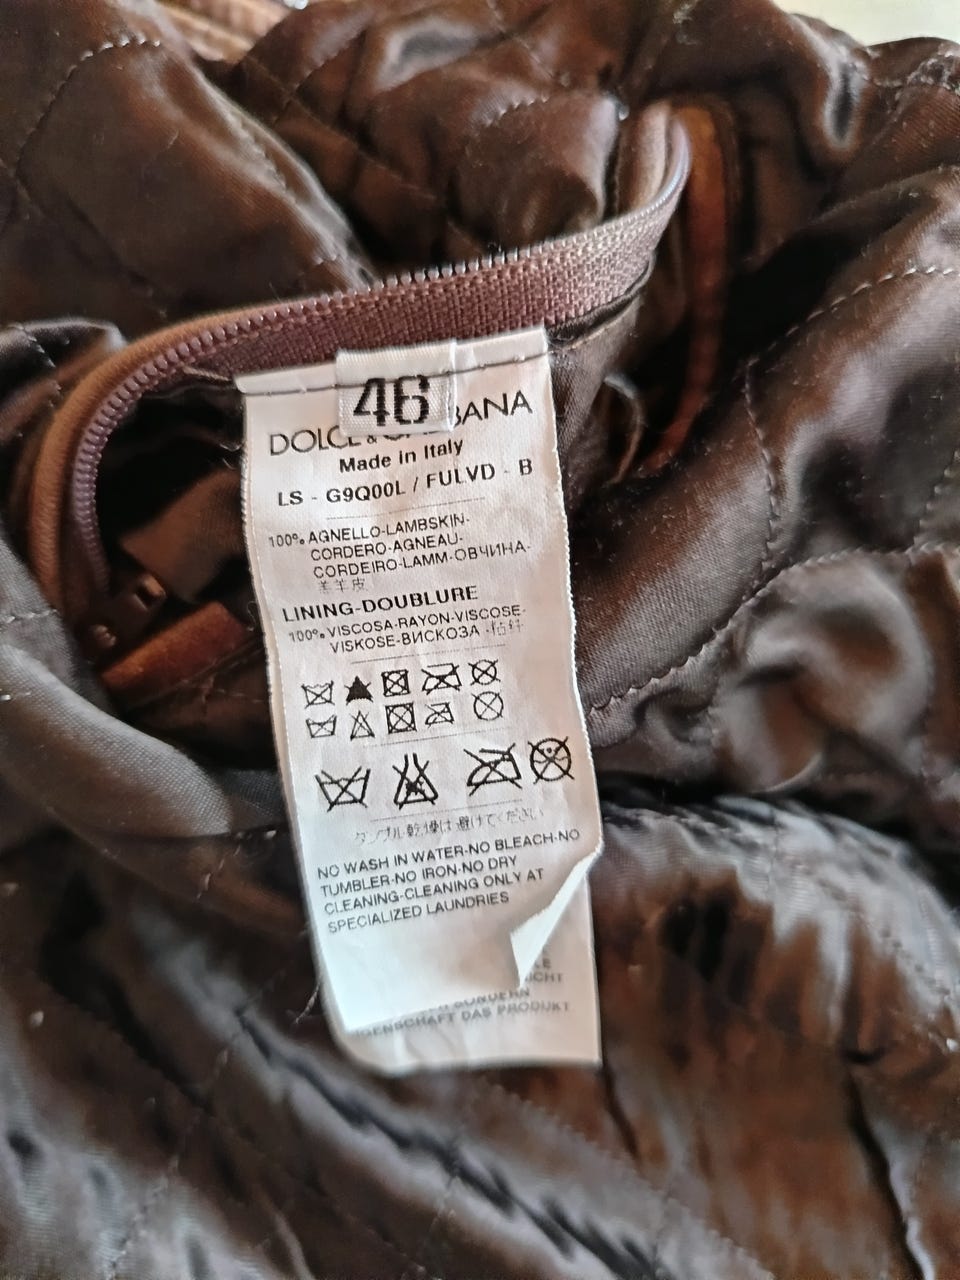 46
DOLCE & GABBANA
Made in Italy
LS - G9Q00L / FULVD - B
100% AGNELLO-LAMBSKIN-
CORDERO-AGNEAU-
CORDEIRO-LAMM-ОВЧИНА-
羊皮
LINING-DOUBLURE
100% VISCOSA-RAYON-VISCOSE-
VISKOSE-ВИСКОЗА -粘纤
タンブル乾燥は避けてください
NO WASH IN WATER-NO BLEACH-NO
TUMBLER-NO IRON-NO DRY
CLEANING-CLEANING ONLY AT
SPECIALIZED LAUNDRIES
DAS PRODUKT